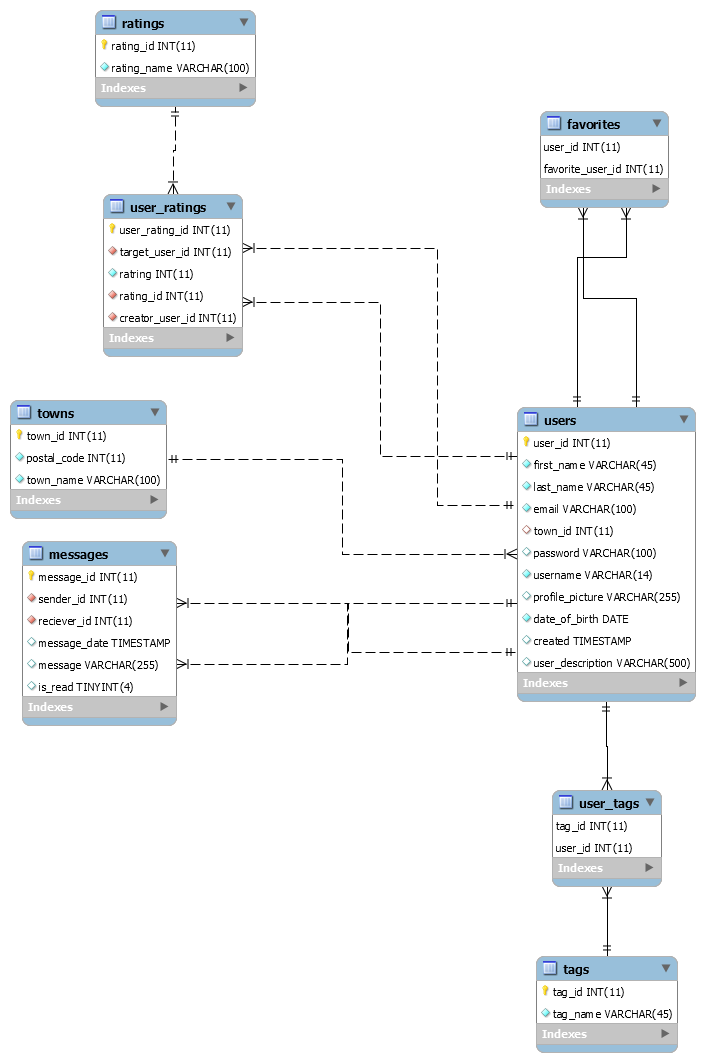 ratings
rating_id INT(11)
rating_name VARCHAR(100)
Indexes
favorites
user_id INT(11)
favorite_user_id INT(11)
Indexes
user_ratings
user_rating_id INT(11)
target_user_id INT(11)
ratring INT(11)
rating_id INT(11)
creator_user_id INT(11)
Indexes
towns
town_id INT(11)
postal_code INT(11)
town_name VARCHAR(100)
Indexes
users
user_id INT(11)
first_name VARCHAR(45)
last_name VARCHAR(45)
email VARCHAR(100)
town_id INT(11)
password VARCHAR(100)
username VARCHAR(14)
profile_picture VARCHAR(255)
date_of_birth DATE
created TIMESTAMP
user_description VARCHAR(500)
Indexes
messages
message_id INT(11)
sender_id INT(11)
reciever_id INT(11)
message_date TIMESTAMP
message VARCHAR(255)
is_read TINYINT(4)
Indexes
user_tags
tag_id INT(11)
user_id INT(11)
Indexes
tags
tag_id INT(11)
tag_name VARCHAR(45)
Indexes